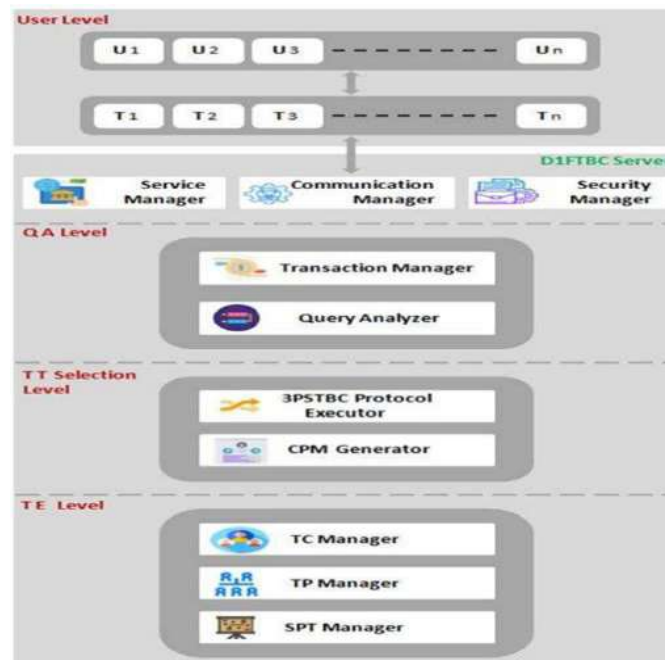 User Level
U1 U2 U3 Un
T1 T2 T3 Tn
D1FTBC Server
Service Manager
Communication Manager
Security Manager
QA Level
Transaction Manager
Query Analyzer
TT Selection
Level
3PSTBC Protocol
Executor
CPM Generator
TE Level
TC Manager
R R
R R R
TP Manager
SPT Manager